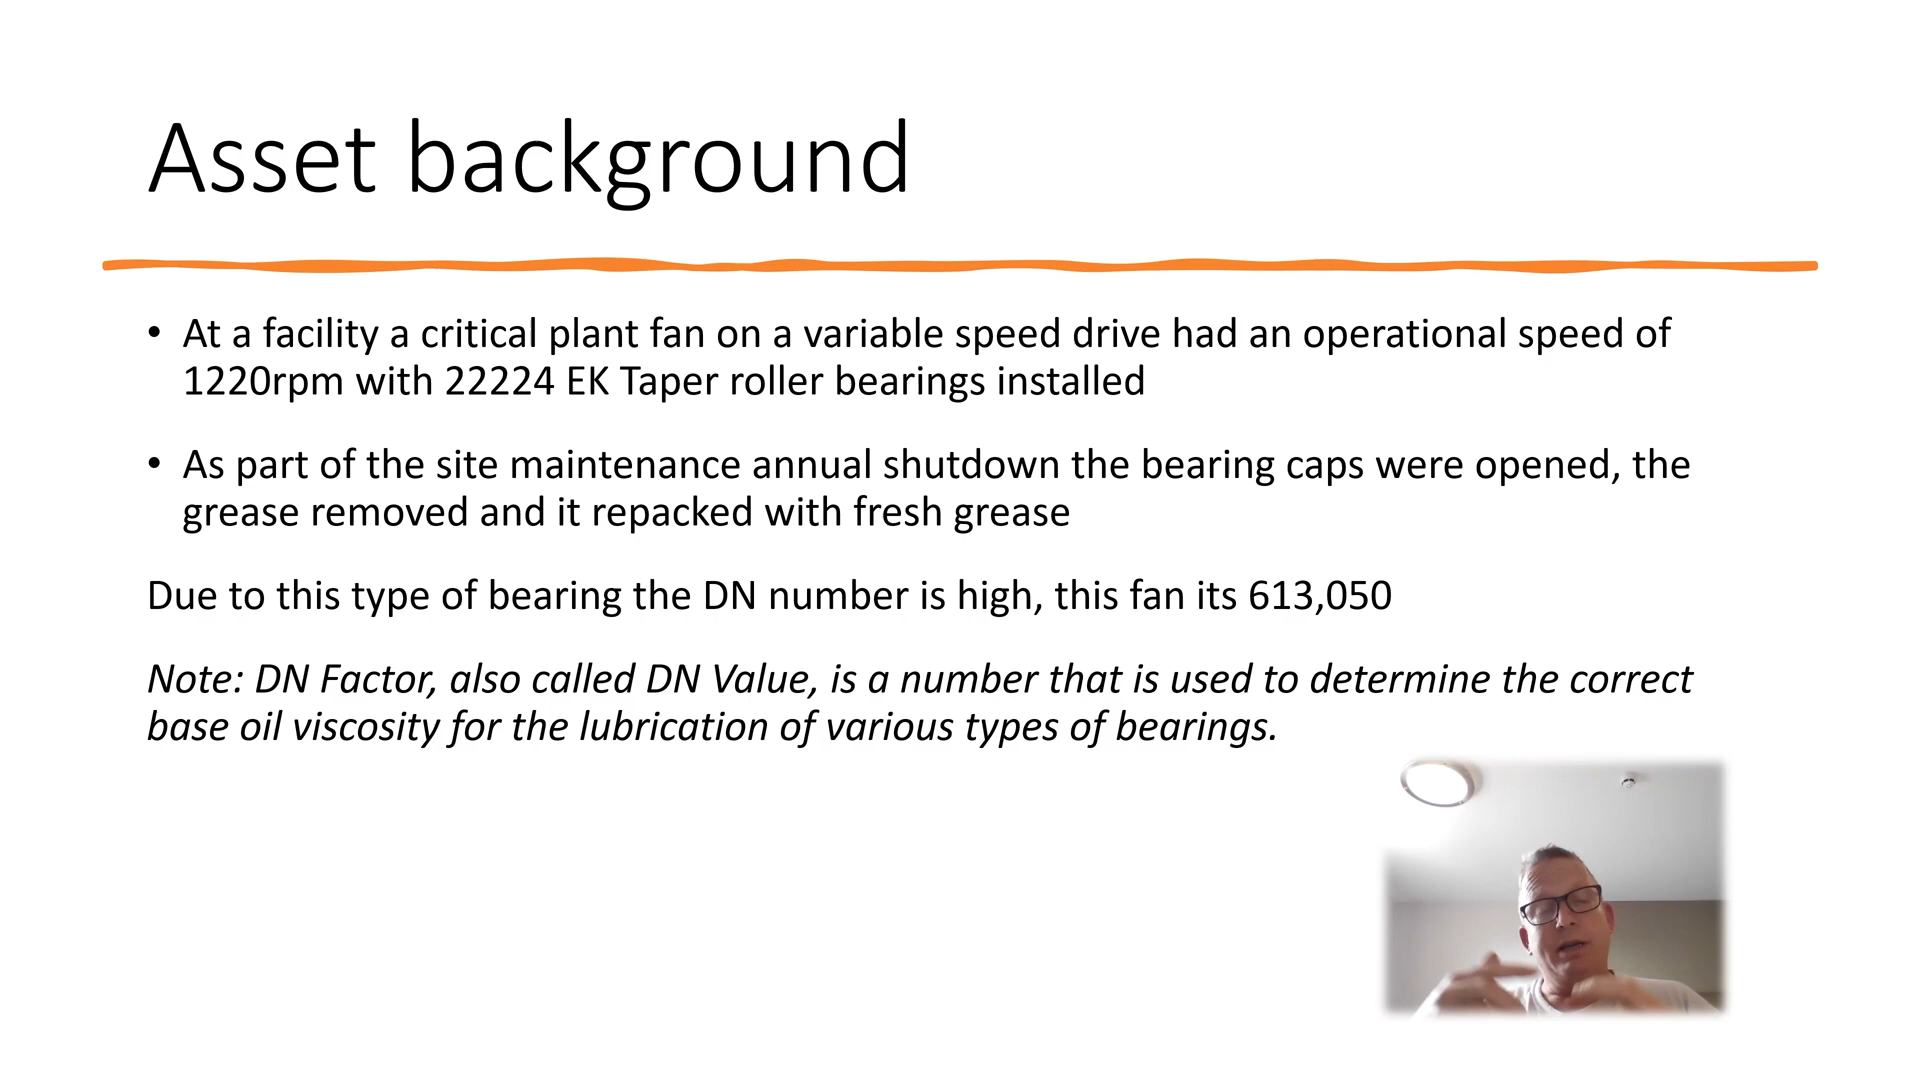 Asset background
• At a facility a critical plant fan on a variable speed drive had an operational speed of
1220rpm with 22224 EK Taper roller bearings installed
• As part of the site maintenance annual shutdown the bearing caps were opened, the
grease removed and it repacked with fresh grease
Due to this type of bearing the DN number is high, this fan its 613,050
Note: DN Factor, also called DN Value, is a number that is used to determine the correct
base oil viscosity for the lubrication of various types of bearings.